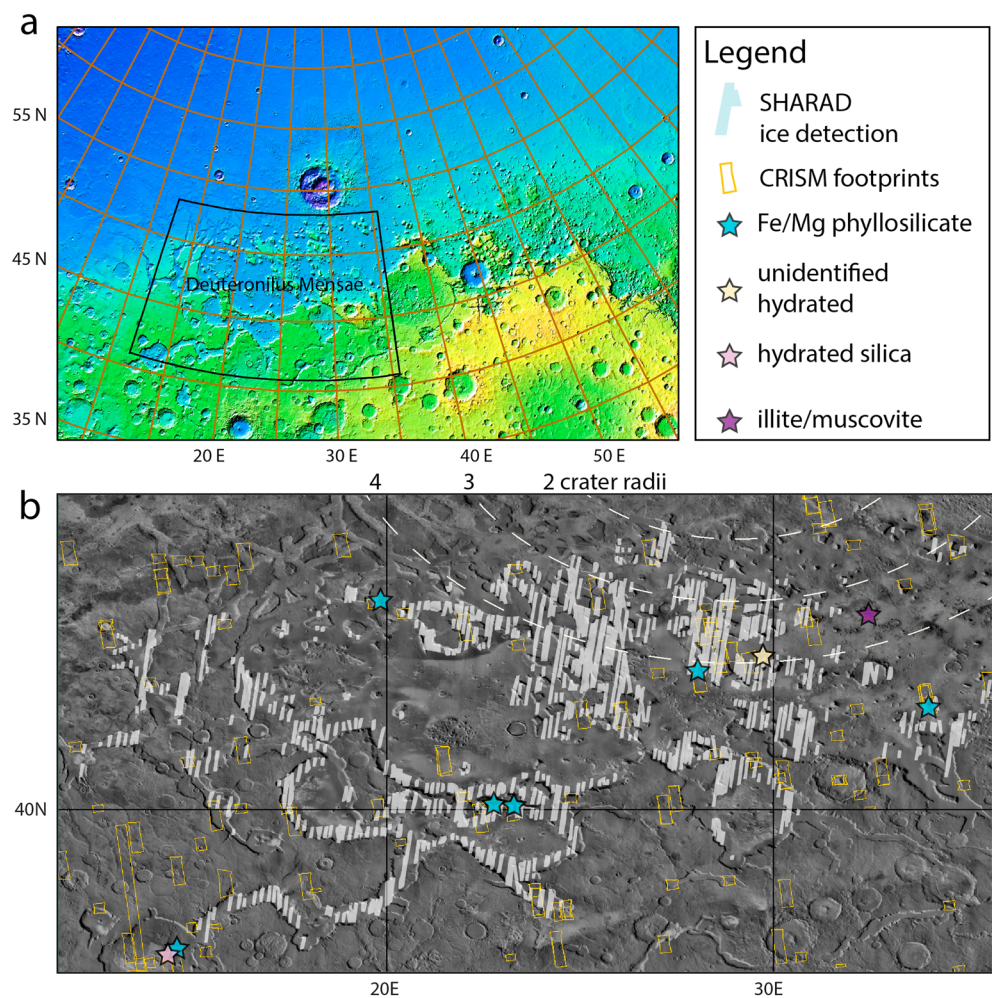 a
55 N
45 N
35 N
Deuteronilus Mensae
20 E
30 E
40 E
50 E
Legend
SHARAD
ice detection
CRISM footprints
Fe/Mg phyllosilicate
unidentified
hydrated
hydrated silica
illite/muscovite
4
3
2 crater radii
b
40N
20E
30E